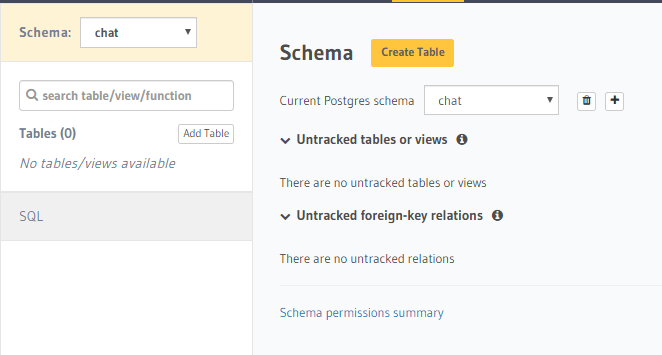 Schema: chat
search table/view/function
Tables (0) Add Table
No tables/views available
SQL
Schema Create Table
Current Postgres schema chat
Untracked tables or views
There are no untracked tables or views
Untracked foreign-key relations
There are no untracked relations
Schema permissions summary